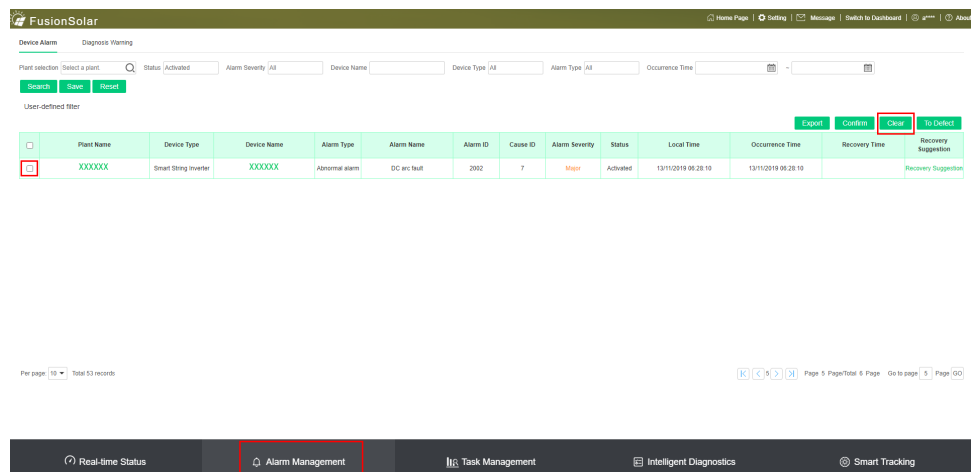 FusionSolar
Home Page | Setting | Message | Switch to Dashboard | a**** | About
Device Alarm Diagnosis Warning
Plant selection Select a plant. Status Activated Alarm Severity All Device Name Device Type All Alarm Type All Occurrence Time ~
Search Save Reset
User-defined filter
Export Confirm Clear To Defect
Plant Name Device Type Device Name Alarm Type Alarm Name Alarm ID Cause ID Alarm Severity Status Local Time Occurrence Time Recovery Time Recovery Suggestion
XXXXXX Smart String Inverter XXXXXX Abnormal alarm DC arc fault 2002 7 Major Activated 13/11/2019 06:28:10 13/11/2019 06:28:10 Recovery Suggestion
Per page: 10 Total 53 records |< < 5 > >| Page 5 Page/Total 6 Page Go to page 5 Page GO
Real-time Status Alarm Management Task Management Intelligent Diagnostics Smart Tracking